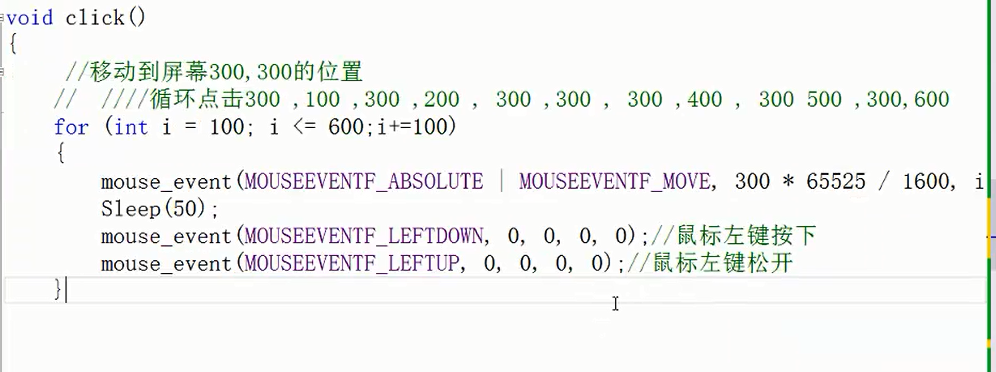 void click()
{
//移动到屏幕300,300的位置
// ////循环点击300 ,100 ,300 ,200 , 300 ,300 , 300 ,400 , 300 500 ,300,600
for (int i = 100; i <= 600;i+=100)
{
mouse_event(MOUSEEVENTF_ABSOLUTE | MOUSEEVENTF_MOVE, 300 * 65525 / 1600, i
Sleep(50);
mouse_event(MOUSEEVENTF_LEFTDOWN, 0, 0, 0, 0);//鼠标左键按下
mouse_event(MOUSEEVENTF_LEFTUP, 0, 0, 0, 0);//鼠标左键松开
}